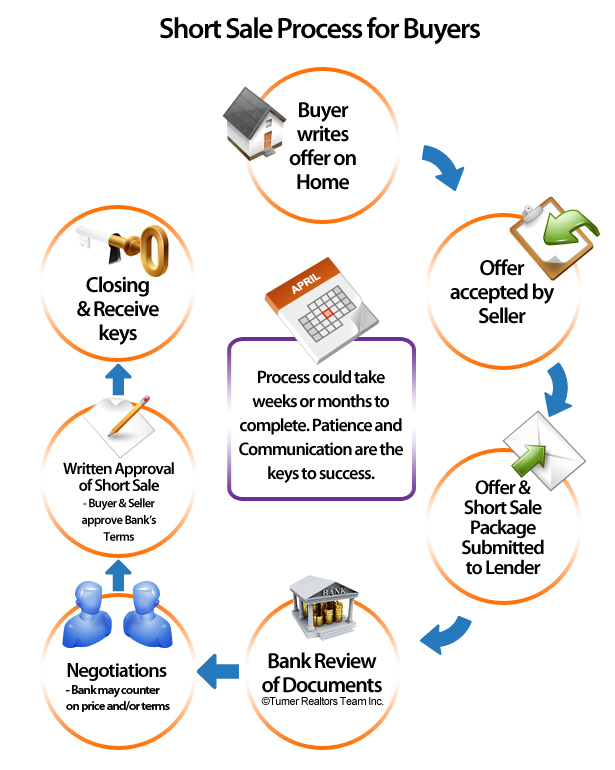 Short Sale Process for Buyers
Buyer
writes
offer on
Home
Offer
accepted by
Seller
Offer &
Short Sale
Package
Submitted
to Lender
BANK
Bank Review
of Documents
©Turner Realtors Team Inc.
Negotiations
- Bank may counter
on price and/or terms
Written Approval
of Short Sale
- Buyer & Seller
approve Bank's
Terms
Closing
& Receive
keys
APRIL
Process could take
weeks or months to
complete. Patience and
Communication are the
keys to success.